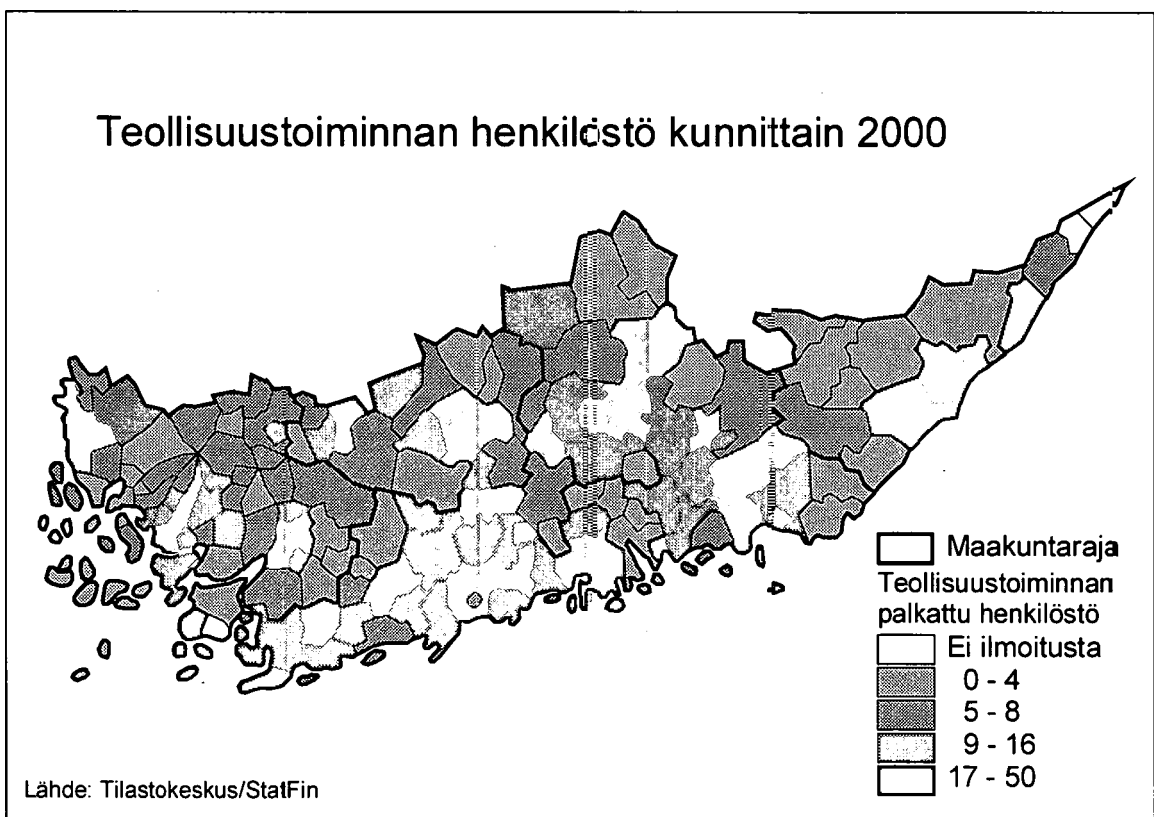 Teollisuustoiminnan henkilöstö kunnittain 2000
Maakuntaraja
Teollisuustoiminnan
palkattu henkilöstö
Ei ilmoitusta
0 - 4
5 - 8
9 - 16
17 - 50
Lähde: Tilastokeskus/StatFin